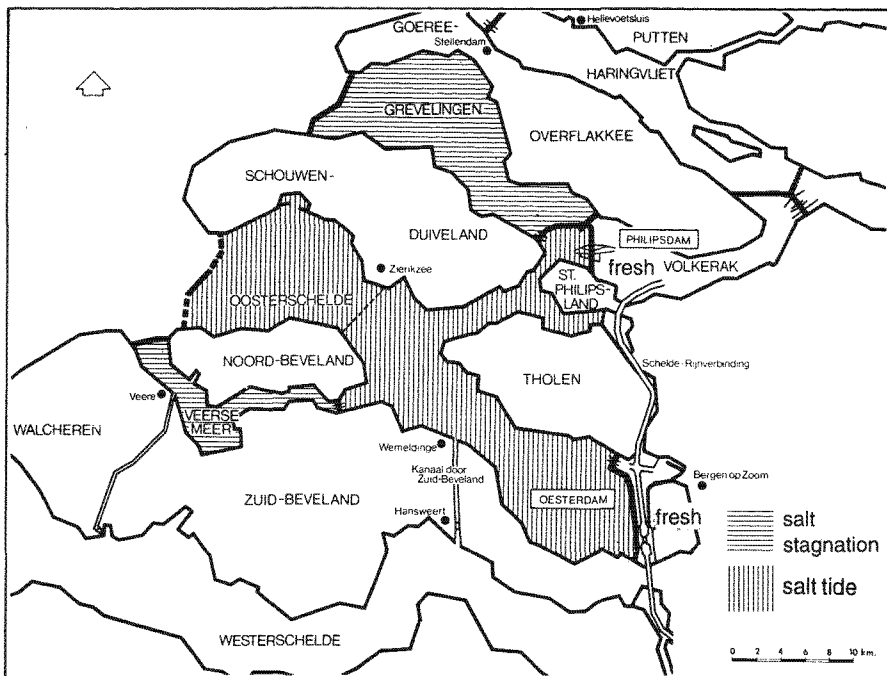 GOEREE-
Hellevoetsluis
PUTTEN
Stellendam
HARINGVLIET
GREVELINGEN
OVERFLAKKEE
SCHOUWEN-
DUIVELAND
PHILIPSDAM
Zierikzee
fresh
VOLKERAK
ST.
PHILIPS-
LAND
OOSTERSCHELDE
NOORD-BEVELAND
Schelde-Rijnverbinding
THOLEN
Veere
VEERSE
MEER
WALCHEREN
Wemeldinge
Kanaal door
Zuid-Beveland
Bergen op Zoom
ZUID-BEVELAND
OESTERDAM
Hansweert
fresh
salt
stagnation
salt tide
WESTERSCHELDE
0 2 4 6 8 10 km.